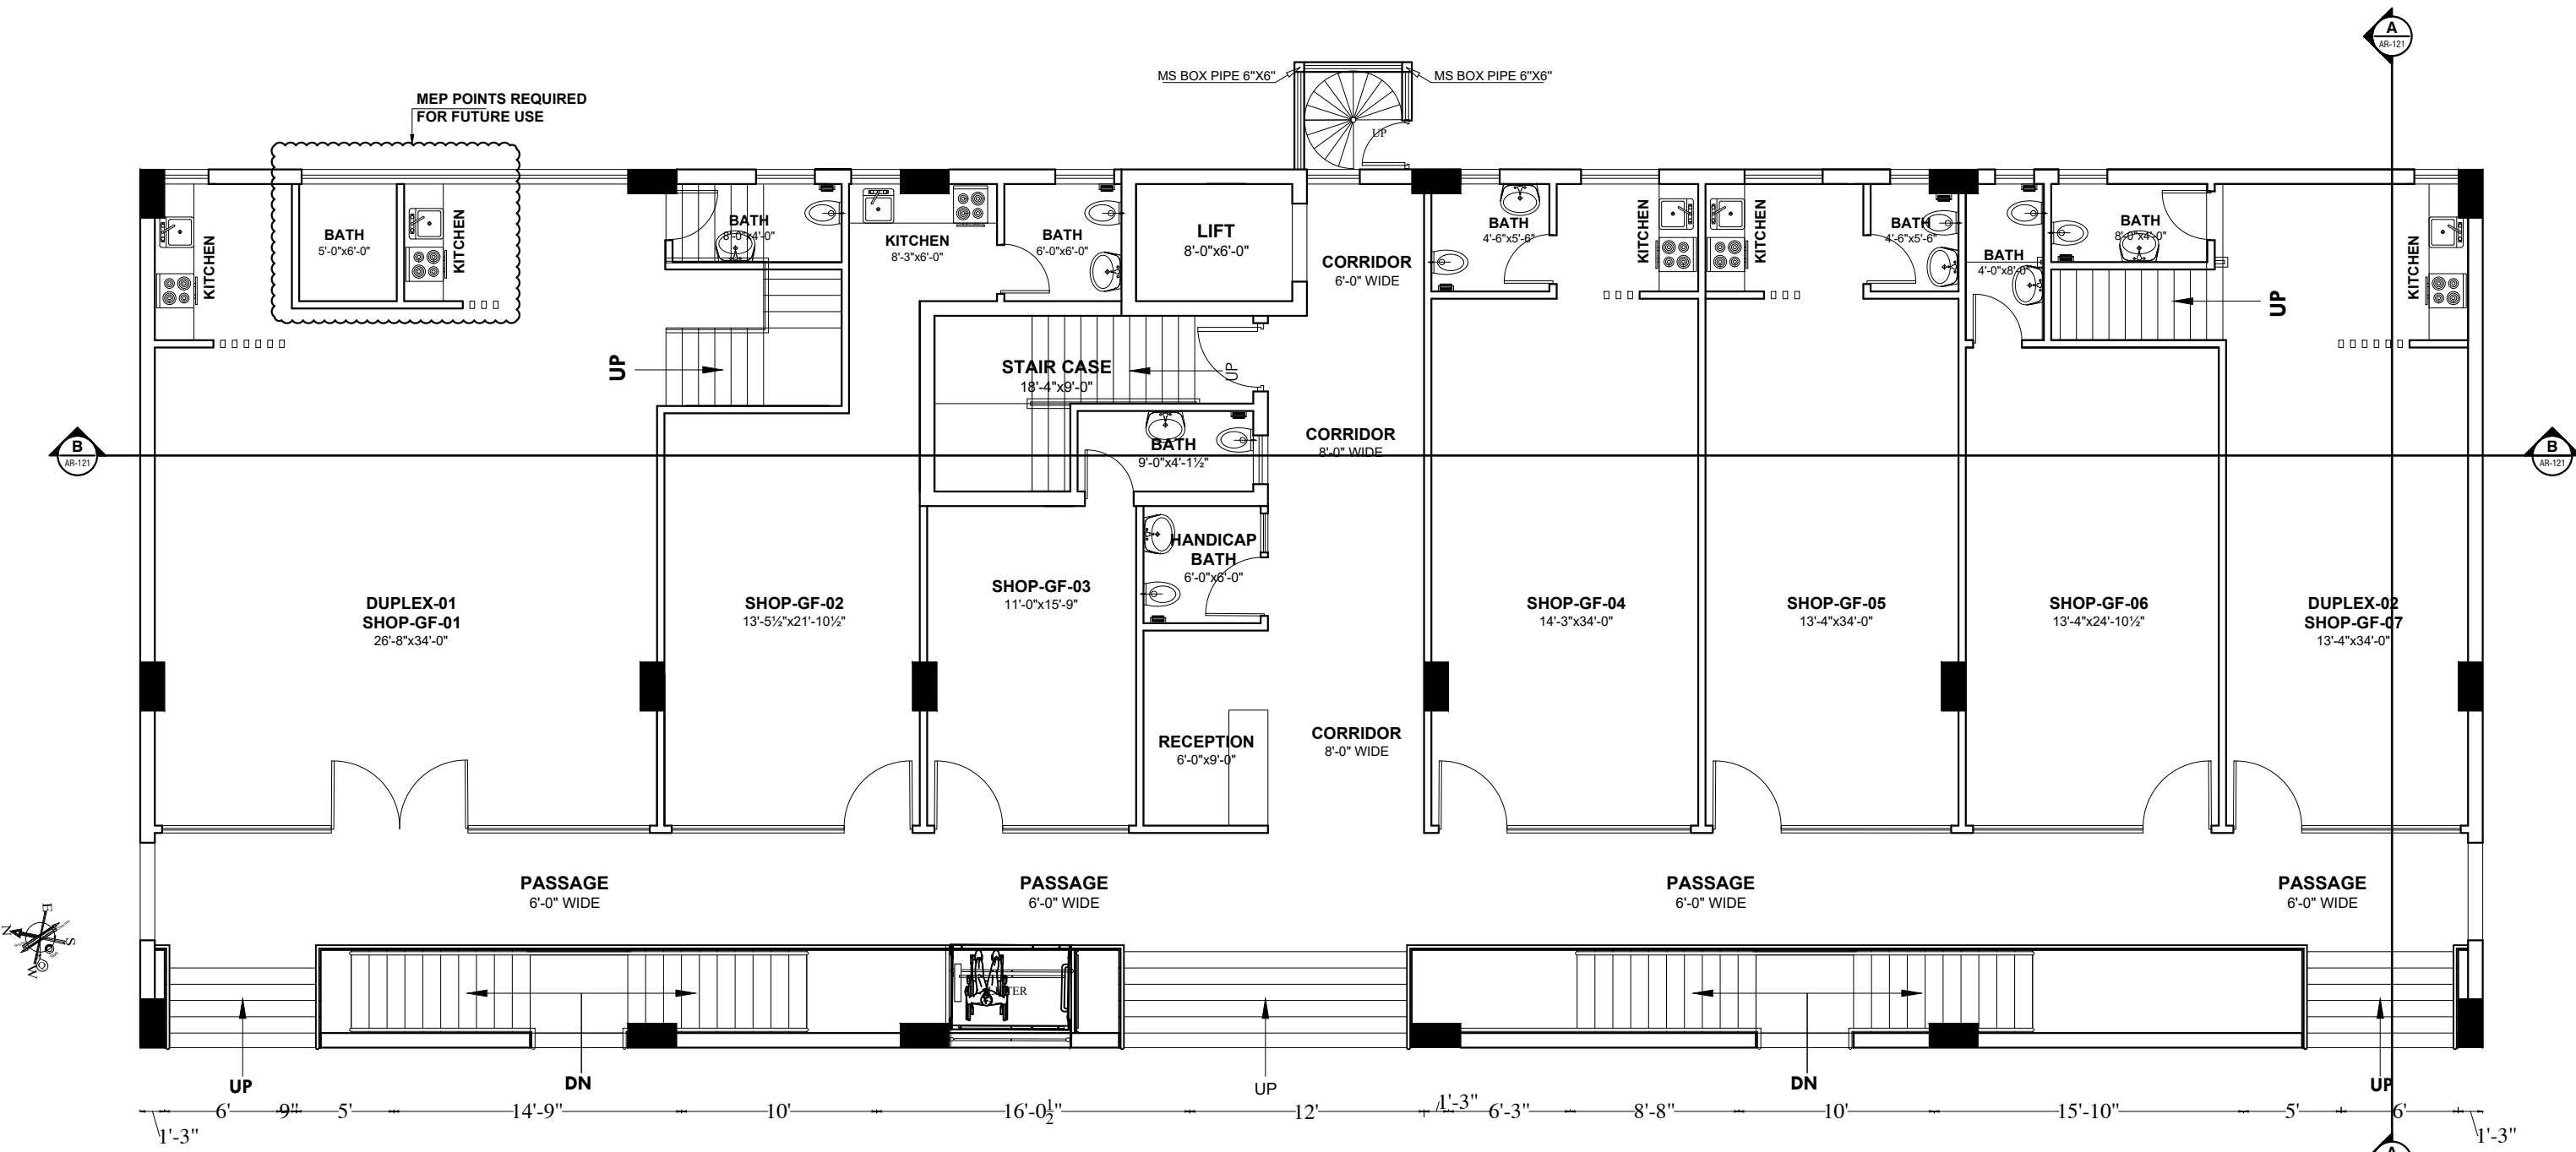 A
AR-121
MS BOX PIPE 6"X6"
MS BOX PIPE 6"X6"
MEP POINTS REQUIRED
FOR FUTURE USE
UP
KITCHEN
BATH
5'-0"x6'-0"
KITCHEN
BATH
8'-0"x4'-0"
KITCHEN
8'-3"x6'-0"
BATH
6'-0"x6'-0"
LIFT
8'-0"x6'-0"
CORRIDOR
6'-0" WIDE
BATH
4'-6"x5'-6"
KITCHEN
KITCHEN
BATH
4'-6"x5'-6"
BATH
4'-0"x8'-0"
BATH
8'-0"x4'-0"
KITCHEN
UP
UP
STAIR CASE
18'-4"x9'-0"
UP
B
AR-121
BATH
9'-0"x4'-1½"
CORRIDOR
8'-0" WIDE
B
AR-121
HANDICAP
BATH
6'-0"x6'-0"
DUPLEX-01
SHOP-GF-01
26'-8"x34'-0"
SHOP-GF-02
13'-5½"x21'-10½"
SHOP-GF-03
11'-0"x15'-9"
SHOP-GF-04
14'-3"x34'-0"
SHOP-GF-05
13'-4"x34'-0"
SHOP-GF-06
13'-4"x24'-10½"
DUPLEX-02
SHOP-GF-07
13'-4"x34'-0"
RECEPTION
6'-0"x9'-0"
CORRIDOR
8'-0" WIDE
PASSAGE
6'-0" WIDE
PASSAGE
6'-0" WIDE
PASSAGE
6'-0" WIDE
PASSAGE
6'-0" WIDE
E
N
S
W
UP
DN
UP
DN
UP
6'
9"
5'
14'-9"
10'
16'-0½"
12'
1'-3"
6'-3"
8'-8"
10'
15'-10"
5'
6'
1'-3"
1'-3"
A